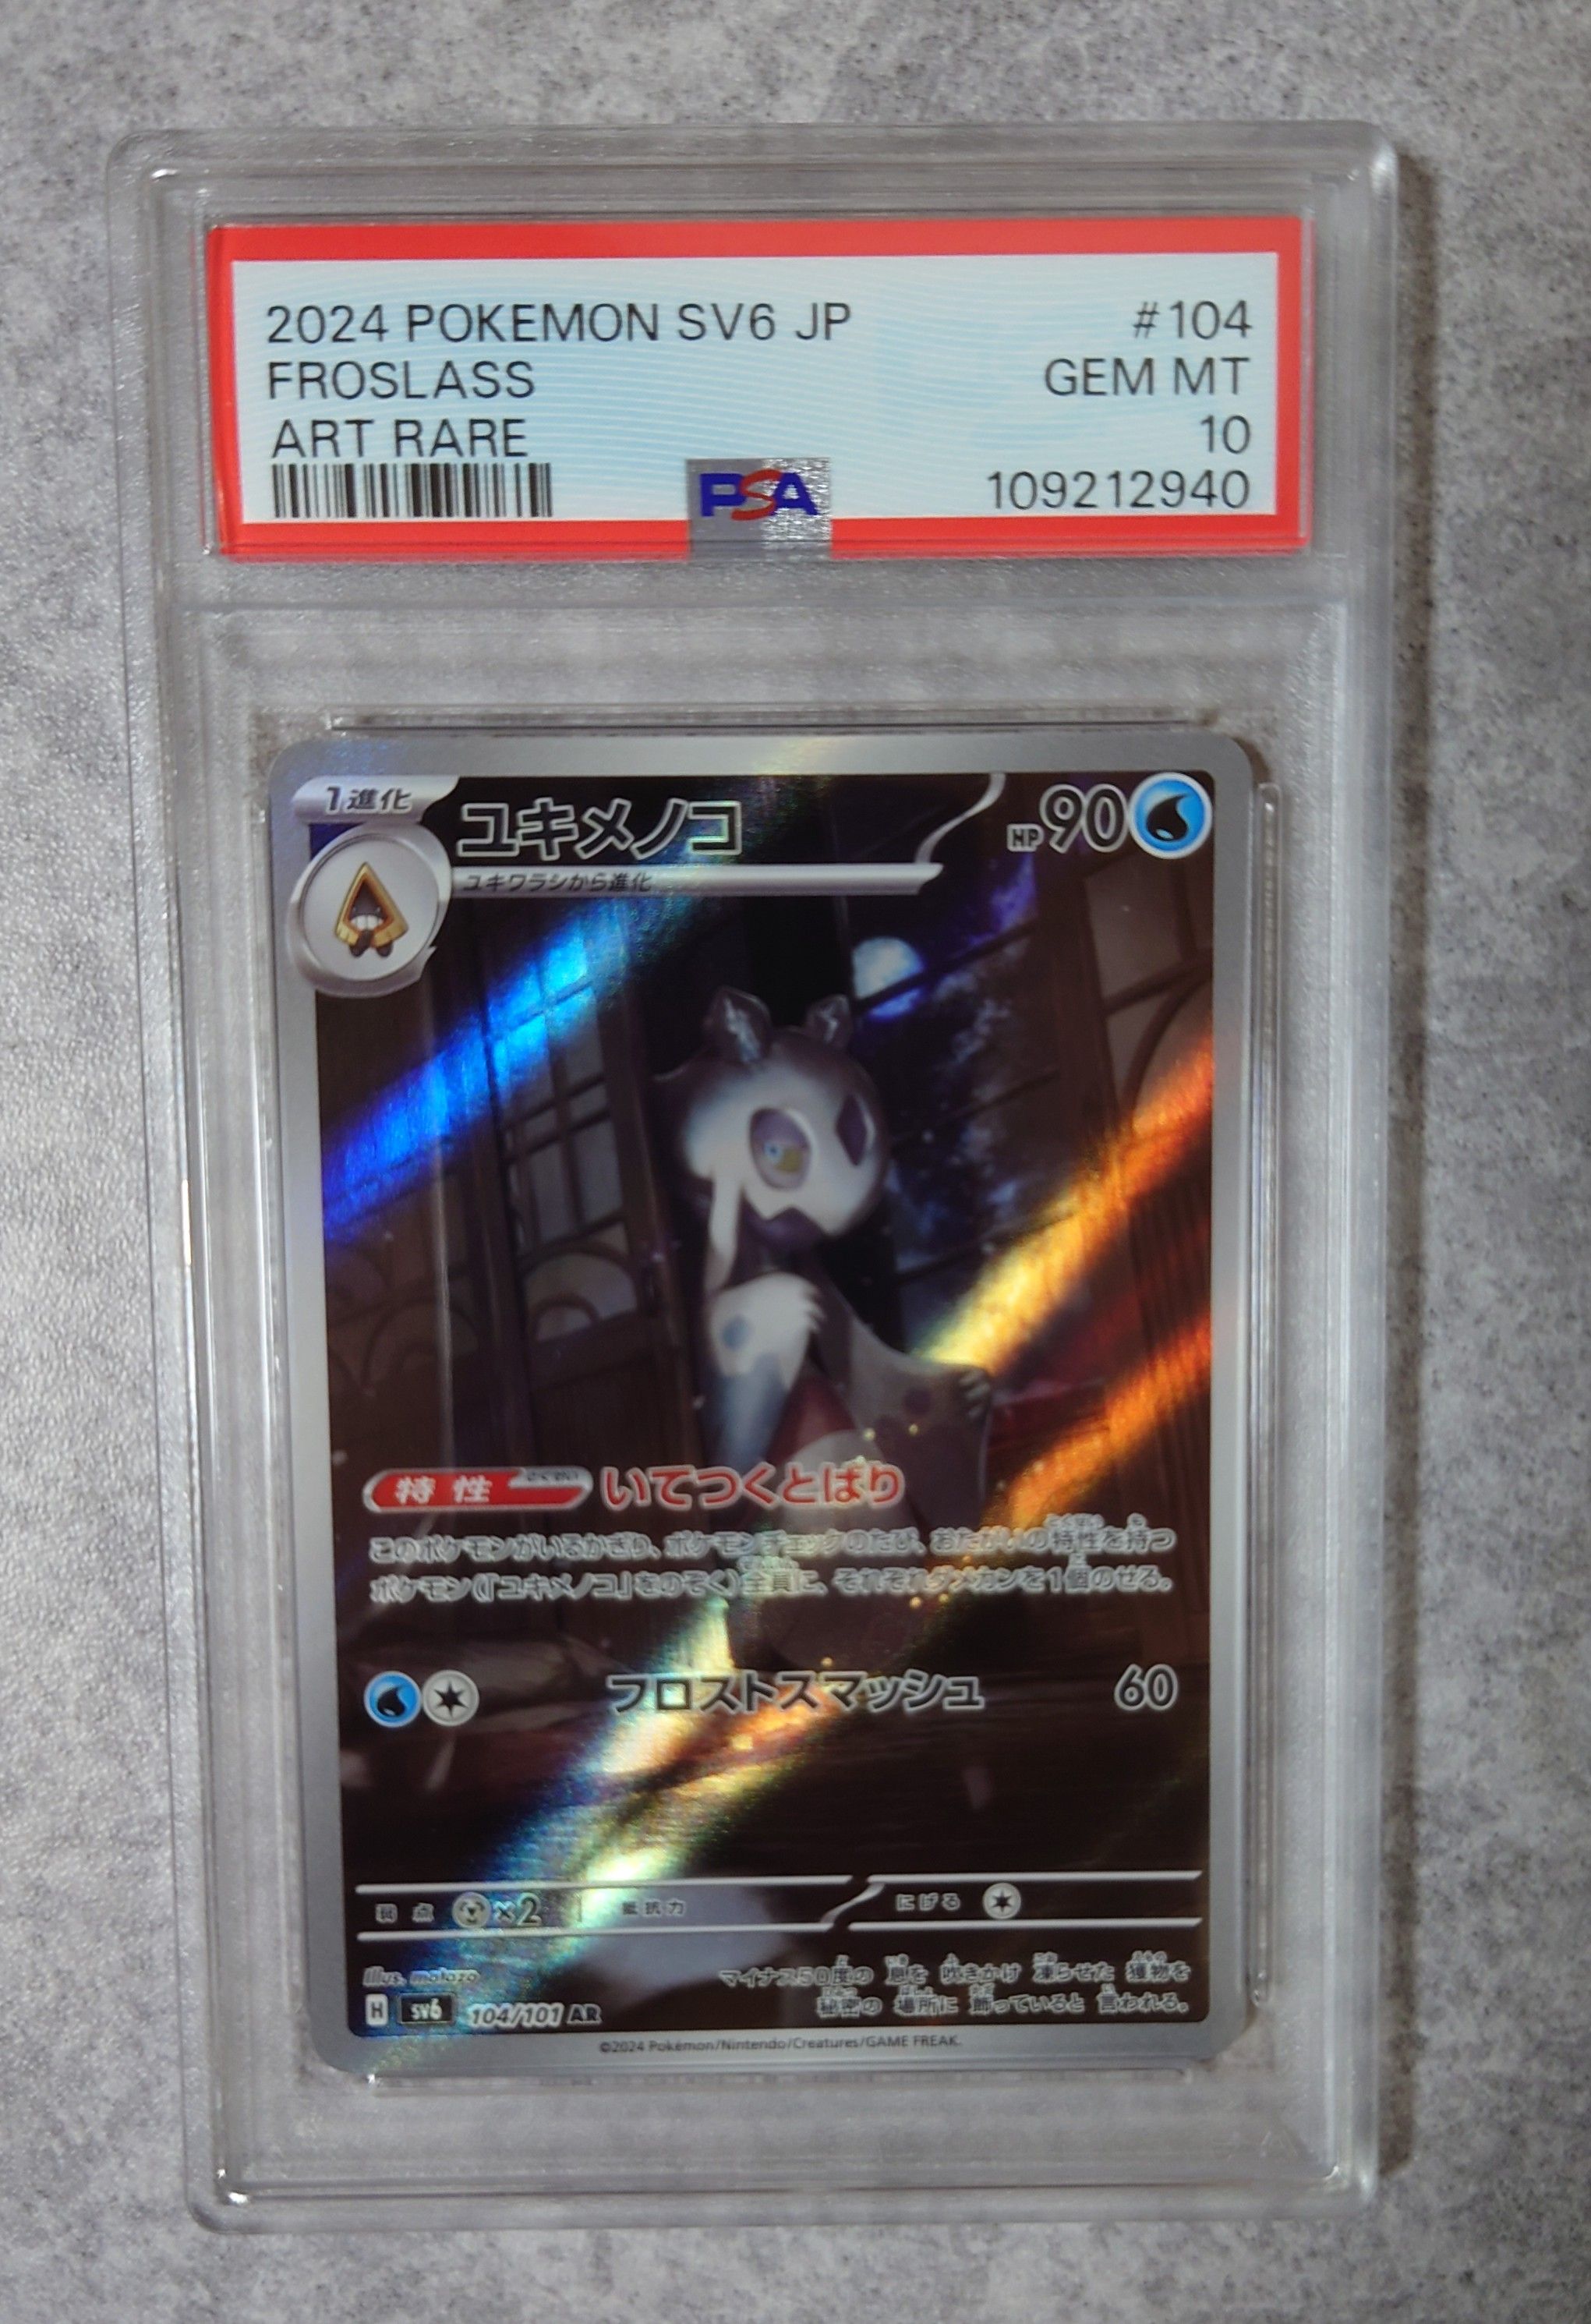 2024 POKEMON SV6 JP #104
FROSLASS GEM MT
ART RARE 10
PSA 109212940
1進化 ユキメノコ HP90
ユキワラシから進化
特性 いてつくとばり
このポケモンがいるかぎり、ポケモンチェックのたび、おたがいの特性を持つ
ポケモン(「ユキメノコ」をのぞく)全員に、それぞれダメカンを1個のせる。
フロストスマッシュ 60
弱点 ×2 抵抗力 にげる
illus.
マイナス50度の 息を 吹きかけ 凍らせた 獲物を
秘密の 場所に 飾っていると 言われる。
H sv6 104/101 AR
©2024 Pokémon/Nintendo/Creatures/GAME FREAK.